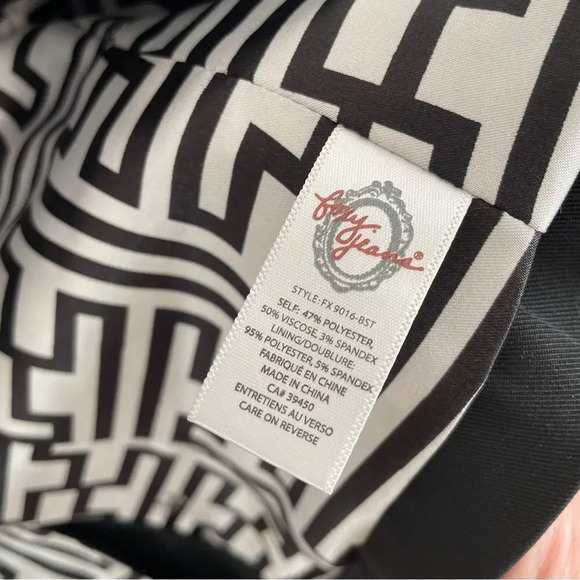 foxy
jeans®
STYLE: FX 9016-BST
SELF: 47% POLYESTER,
50% VISCOSE, 3% SPANDEX
LINING/DOUBLURE:
95% POLYESTER, 5% SPANDEX
FABRIQUÉ EN CHINE
MADE IN CHINA
CA# 39450
ENTRETIENS AU VERSO
CARE ON REVERSE